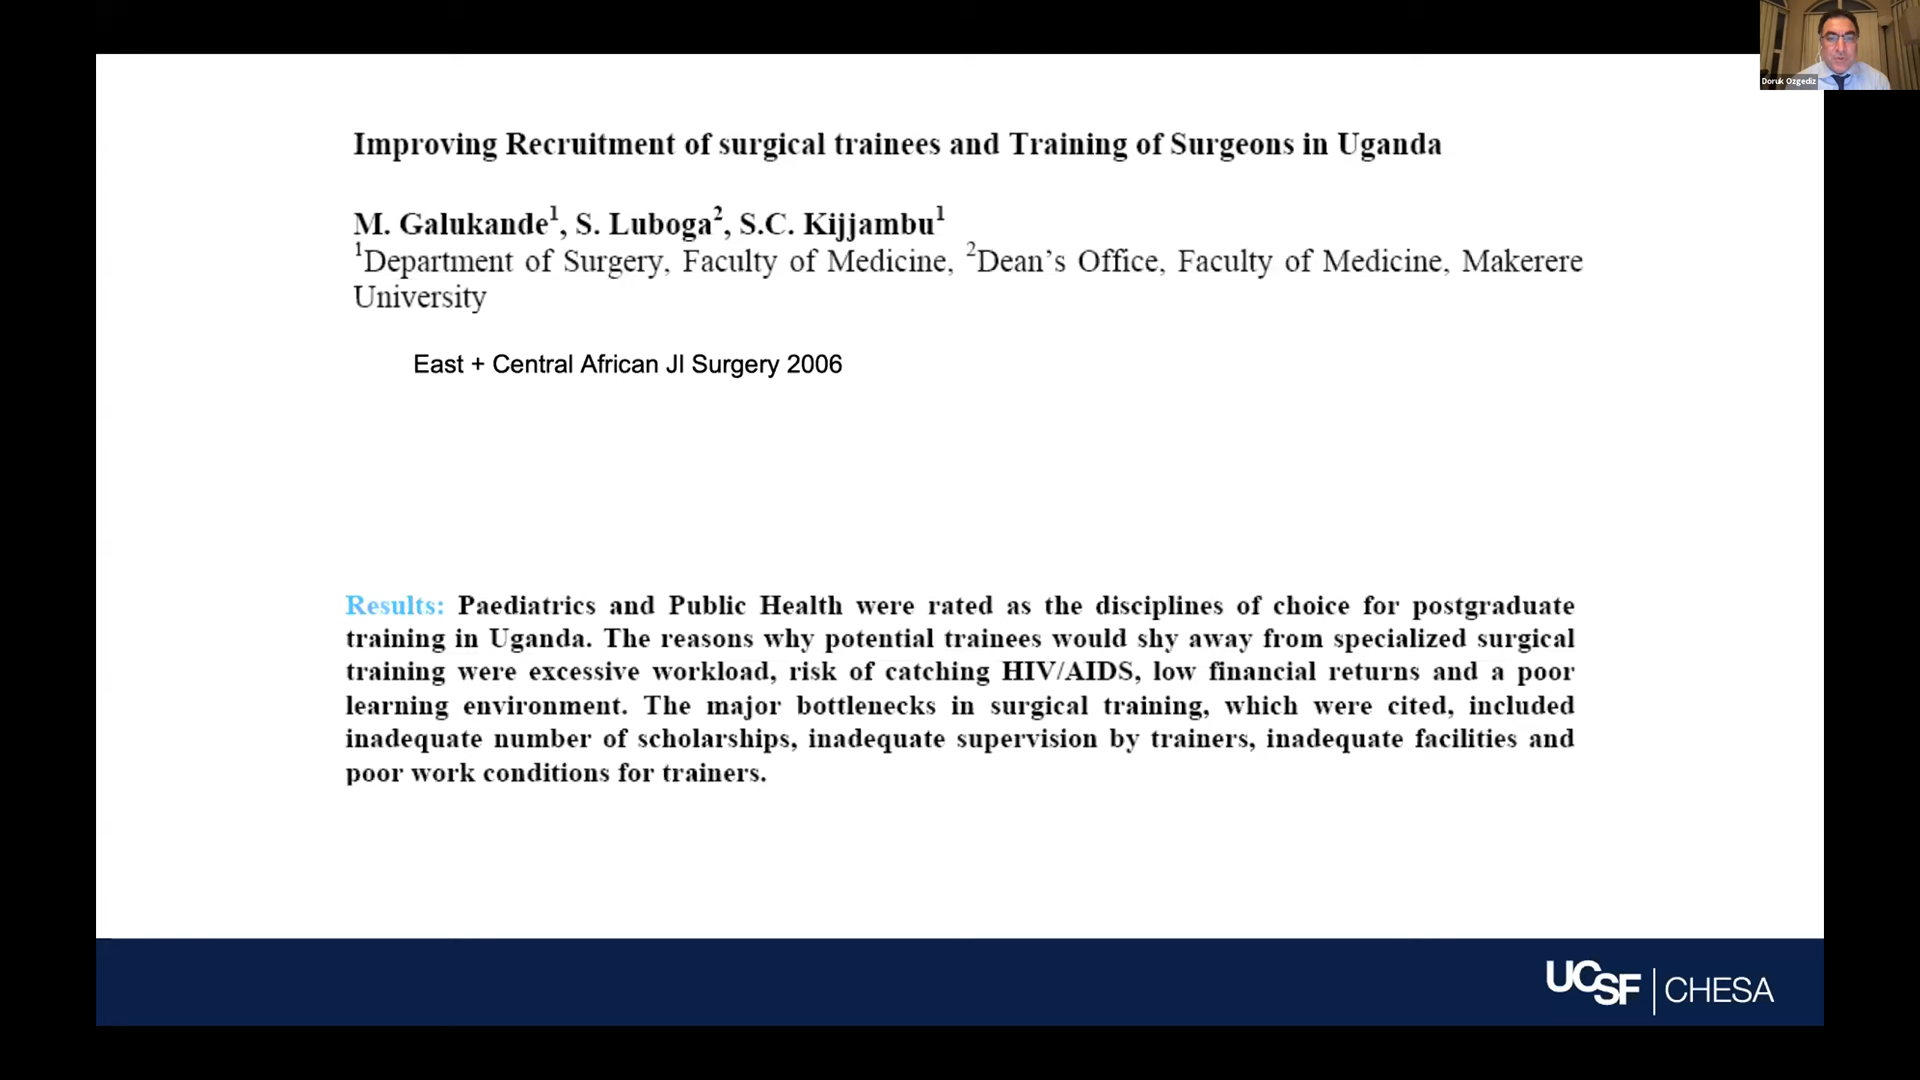 Doruk Ozgediz
Improving Recruitment of surgical trainees and Training of Surgeons in Uganda
M. Galukande¹, S. Luboga², S.C. Kijjambu¹
¹Department of Surgery, Faculty of Medicine, ²Dean's Office, Faculty of Medicine, Makerere
University
East + Central African Jl Surgery 2006
Results: Paediatrics and Public Health were rated as the disciplines of choice for postgraduate
training in Uganda. The reasons why potential trainees would shy away from specialized surgical
training were excessive workload, risk of catching HIV/AIDS, low financial returns and a poor
learning environment. The major bottlenecks in surgical training, which were cited, included
inadequate number of scholarships, inadequate supervision by trainers, inadequate facilities and
poor work conditions for trainers.
UCSF | CHESA